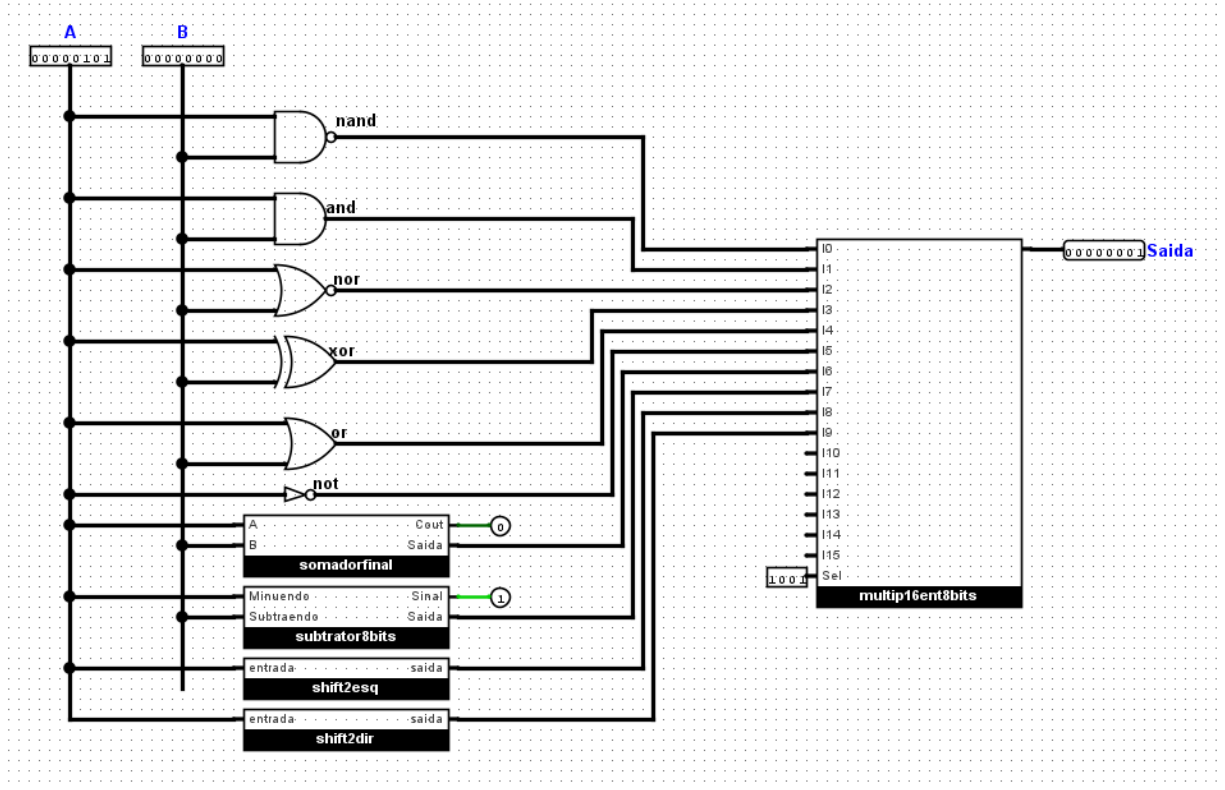 A B
00000101 00000000
nand
and
nor
xor
or
not
A Cout 0
B Saida
somadorfinal
Minuendo Sinal 1
Subtraendo Saida
subtrator8bits
entrada saida
shift2esq
entrada saida
shift2dir
I0
I1
I2
I3
I4
I5
I6
I7
I8
I9
I10
I11
I12
I13
I14
I15
1001 Sel
multip16ent8bits
00000001 Saida